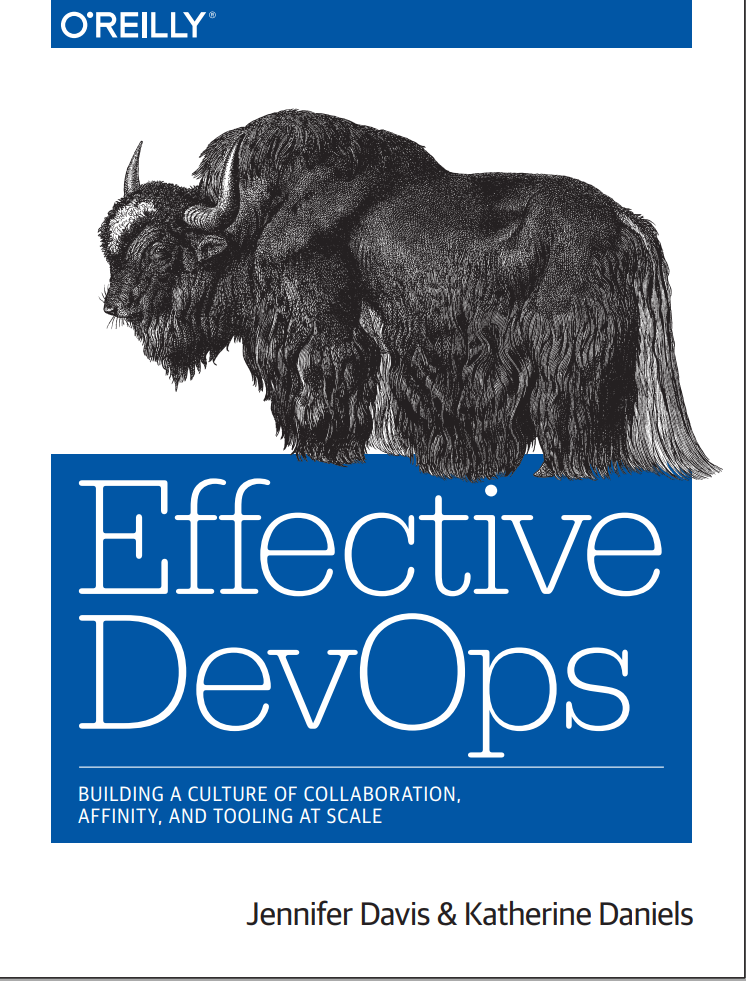 O'REILLY®
Effective
DevOps
BUILDING A CULTURE OF COLLABORATION,
AFFINITY, AND TOOLING AT SCALE
Jennifer Davis & Katherine Daniels